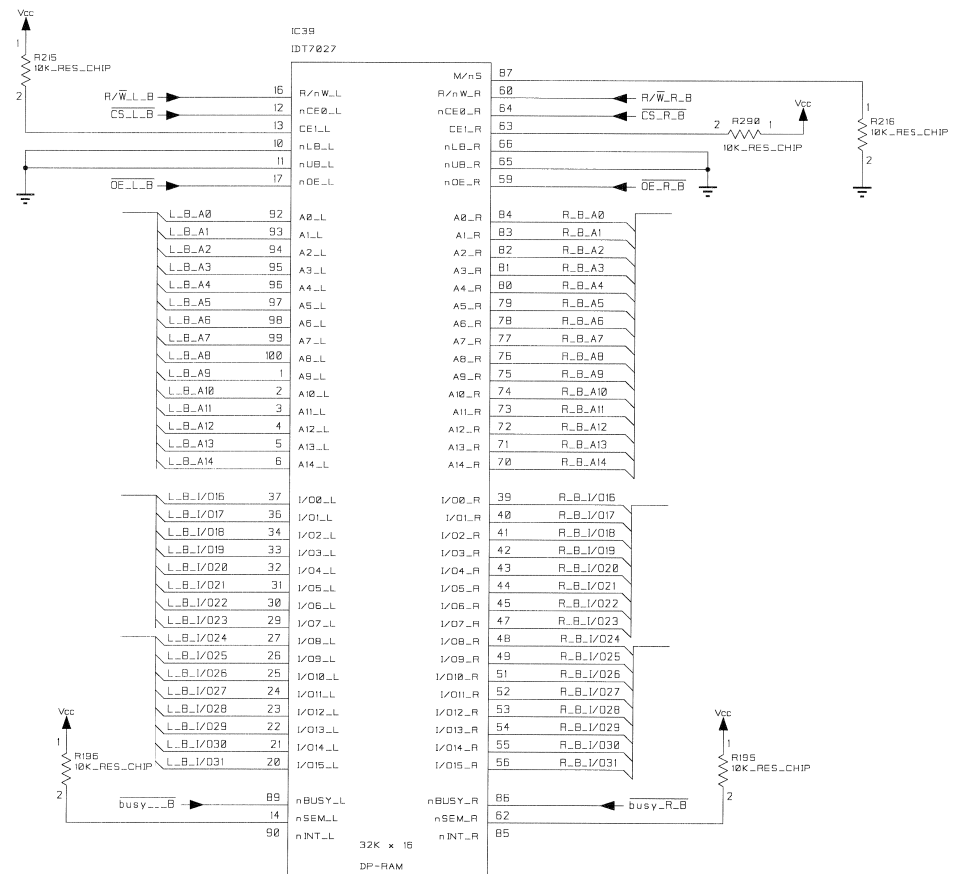 Vcc
1
R215
10K_RES_CHIP
2
IC39
IDT7027
M/nS 87
R/W̅_L_B 16 R/nW_L
R/nW_R 60 R/W̅_R_B
CS_L_B 12 nCE0_L
nCE0_R 64 CS_R_B
13 CE1_L
CE1_R 63 2 R290 1 Vcc
10K_RES_CHIP
1
R216
10K_RES_CHIP
2
10 nLB_L
nLB_R 66
11 nUB_L
nUB_R 65
OE_L_B 17 nOE_L
nOE_R 59 OE_R_B
L_B_A0 92 A0_L A0_R 84 R_B_A0
L_B_A1 93 A1_L A1_R 83 R_B_A1
L_B_A2 94 A2_L A2_R 82 R_B_A2
L_B_A3 95 A3_L A3_R 81 R_B_A3
L_B_A4 96 A4_L A4_R 80 R_B_A4
L_B_A5 97 A5_L A5_R 79 R_B_A5
L_B_A6 98 A6_L A6_R 78 R_B_A6
L_B_A7 99 A7_L A7_R 77 R_B_A7
L_B_A8 100 A8_L A8_R 76 R_B_A8
L_B_A9 1 A9_L A9_R 75 R_B_A9
L_B_A10 2 A10_L A10_R 74 R_B_A10
L_B_A11 3 A11_L A11_R 73 R_B_A11
L_B_A12 4 A12_L A12_R 72 R_B_A12
L_B_A13 5 A13_L A13_R 71 R_B_A13
L_B_A14 6 A14_L A14_R 70 R_B_A14
L_B_I/O16 37 I/O0_L I/O0_R 39 R_B_I/O16
L_B_I/O17 36 I/O1_L I/O1_R 40 R_B_I/O17
L_B_I/O18 34 I/O2_L I/O2_R 41 R_B_I/O18
L_B_I/O19 33 I/O3_L I/O3_R 42 R_B_I/O19
L_B_I/O20 32 I/O4_L I/O4_R 43 R_B_I/O20
L_B_I/O21 31 I/O5_L I/O5_R 44 R_B_I/O21
L_B_I/O22 30 I/O6_L I/O6_R 45 R_B_I/O22
L_B_I/O23 29 I/O7_L I/O7_R 47 R_B_I/O23
L_B_I/O24 27 I/O8_L I/O8_R 48 R_B_I/O24
L_B_I/O25 26 I/O9_L I/O9_R 49 R_B_I/O25
L_B_I/O26 25 I/O10_L I/O10_R 51 R_B_I/O26
L_B_I/O27 24 I/O11_L I/O11_R 52 R_B_I/O27
L_B_I/O28 23 I/O12_L I/O12_R 53 R_B_I/O28
L_B_I/O29 22 I/O13_L I/O13_R 54 R_B_I/O29
L_B_I/O30 21 I/O14_L I/O14_R 55 R_B_I/O30
L_B_I/O31 20 I/O15_L I/O15_R 56 R_B_I/O31
Vcc
1
R196
10K_RES_CHIP
2
Vcc
1
R195
10K_RES_CHIP
2
busy___B 89 nBUSY_L nBUSY_R 86 busy_R_B
14 nSEM_L nSEM_R 62
90 nINT_L nINT_R 85
32K x 16
DP-RAM